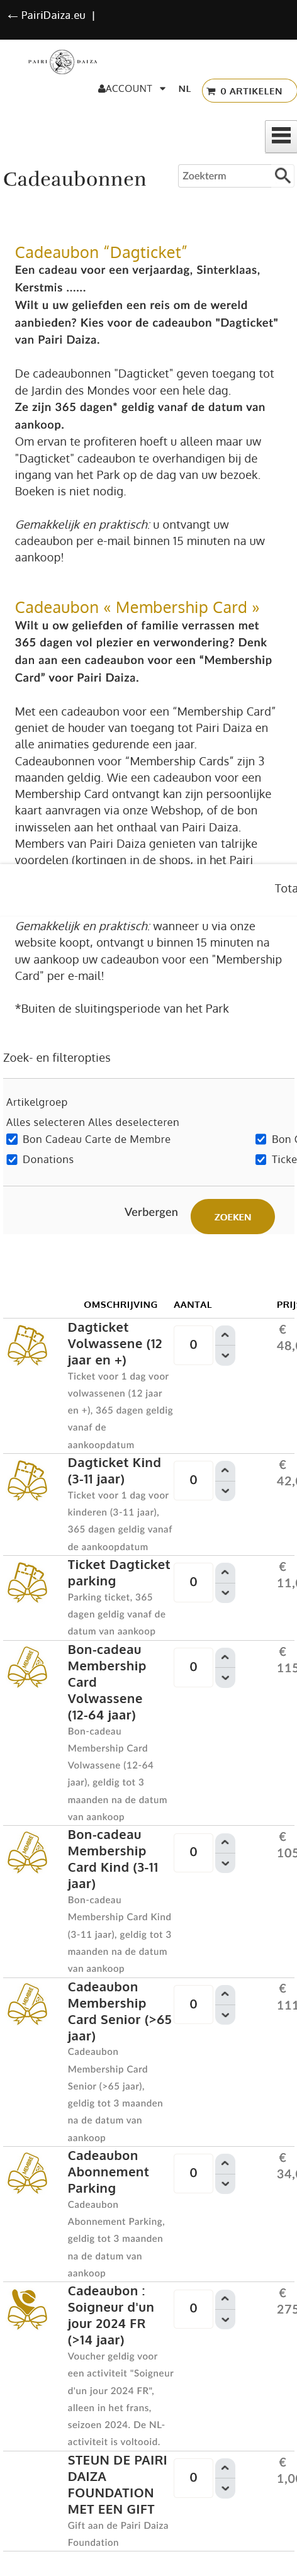 ← PairiDaiza.eu |
PAIRI DAIZA
ACCOUNT NL 0 ARTIKELEN
Cadeaubonnen
Zoekterm
Cadeaubon “Dagticket”
Een cadeau voor een verjaardag, Sinterklaas,
Kerstmis ......
Wilt u uw geliefden een reis om de wereld
aanbieden? Kies voor de cadeaubon "Dagticket"
van Pairi Daiza.
De cadeaubonnen "Dagticket" geven toegang tot
de Jardin des Mondes voor een hele dag.
Ze zijn 365 dagen* geldig vanaf de datum van
aankoop.
Om ervan te profiteren hoeft u alleen maar uw
"Dagticket" cadeaubon te overhandigen bij de
ingang van het Park op de dag van uw bezoek.
Boeken is niet nodig.
Gemakkelijk en praktisch: u ontvangt uw
cadeaubon per e-mail binnen 15 minuten na uw
aankoop!
Cadeaubon « Membership Card »
Wilt u uw geliefden of familie verrassen met
365 dagen vol plezier en verwondering? Denk
dan aan een cadeaubon voor een “Membership
Card” voor Pairi Daiza.
Met een cadeaubon voor een “Membership Card”
geniet de houder van toegang tot Pairi Daiza en
alle animaties gedurende een jaar.
Cadeaubonnen voor “Membership Cards” zijn 3
maanden geldig. Wie een cadeaubon voor een
Membership Card ontvangt kan zijn persoonlijke
kaart aanvragen via onze Webshop, of de bon
inwisselen aan het onthaal van Pairi Daiza.
Members van Pairi Daiza genieten van talrijke
voordelen (kortingen in de shops, in het Pairi
Tota
Gemakkelijk en praktisch: wanneer u via onze
website koopt, ontvangt u binnen 15 minuten na
uw aankoop uw cadeaubon voor een "Membership
Card" per e-mail!
*Buiten de sluitingsperiode van het Park
Zoek- en filteropties
Artikelgroep
Alles selecteren Alles deselecteren
Bon Cadeau Carte de Membre Bon C
Donations Ticke
Verbergen ZOEKEN
OMSCHRIJVING AANTAL PRIJS
Dagticket
Volwassene (12
jaar en +)
Ticket voor 1 dag voor
volwassenen (12 jaar
en +), 365 dagen geldig
vanaf de
aankoopdatum
0
€
48,0
Dagticket Kind
(3-11 jaar)
Ticket voor 1 dag voor
kinderen (3-11 jaar),
365 dagen geldig vanaf
de aankoopdatum
0
€
42,0
Ticket Dagticket
parking
Parking ticket, 365
dagen geldig vanaf de
datum van aankoop
0
€
11,0
Bon-cadeau
Membership
Card
Volwassene
(12-64 jaar)
Bon-cadeau
Membership Card
Volwassene (12-64
jaar), geldig tot 3
maanden na de datum
van aankoop
0
€
115
Bon-cadeau
Membership
Card Kind (3-11
jaar)
Bon-cadeau
Membership Card Kind
(3-11 jaar), geldig tot 3
maanden na de datum
van aankoop
0
€
105
Cadeaubon
Membership
Card Senior (>65
jaar)
Cadeaubon
Membership Card
Senior (>65 jaar),
geldig tot 3 maanden
na de datum van
aankoop
0
€
111
Cadeaubon
Abonnement
Parking
Cadeaubon
Abonnement Parking,
geldig tot 3 maanden
na de datum van
aankoop
0
€
34,0
Cadeaubon :
Soigneur d'un
jour 2024 FR
(>14 jaar)
Voucher geldig voor
een activiteit "Soigneur
d'un jour 2024 FR",
alleen in het frans,
seizoen 2024. De NL-
activiteit is voltooid.
0
€
275
STEUN DE PAIRI
DAIZA
FOUNDATION
MET EEN GIFT
Gift aan de Pairi Daiza
Foundation
0
€
1,00